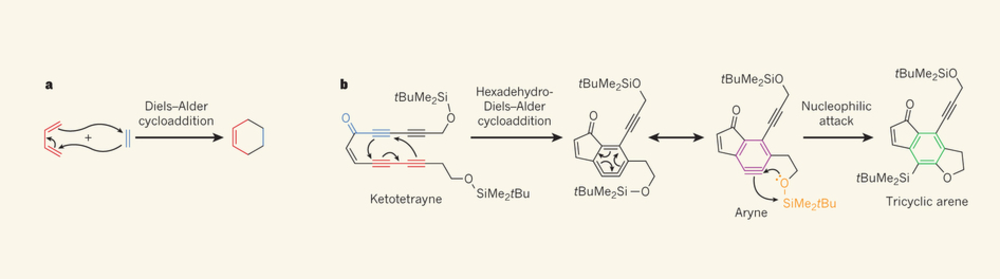 a
Diels–Alder
cycloaddition
+
b
tBuMe₂Si
O
O
O
SiMe₂tBu
Ketotetrayne
Hexadehydro-
Diels–Alder
cycloaddition
tBuMe₂SiO
O
tBuMe₂Si–O
tBuMe₂SiO
O
:O
SiMe₂tBu
Aryne
Nucleophilic
attack
tBuMe₂SiO
O
tBuMe₂Si
O
Tricyclic arene